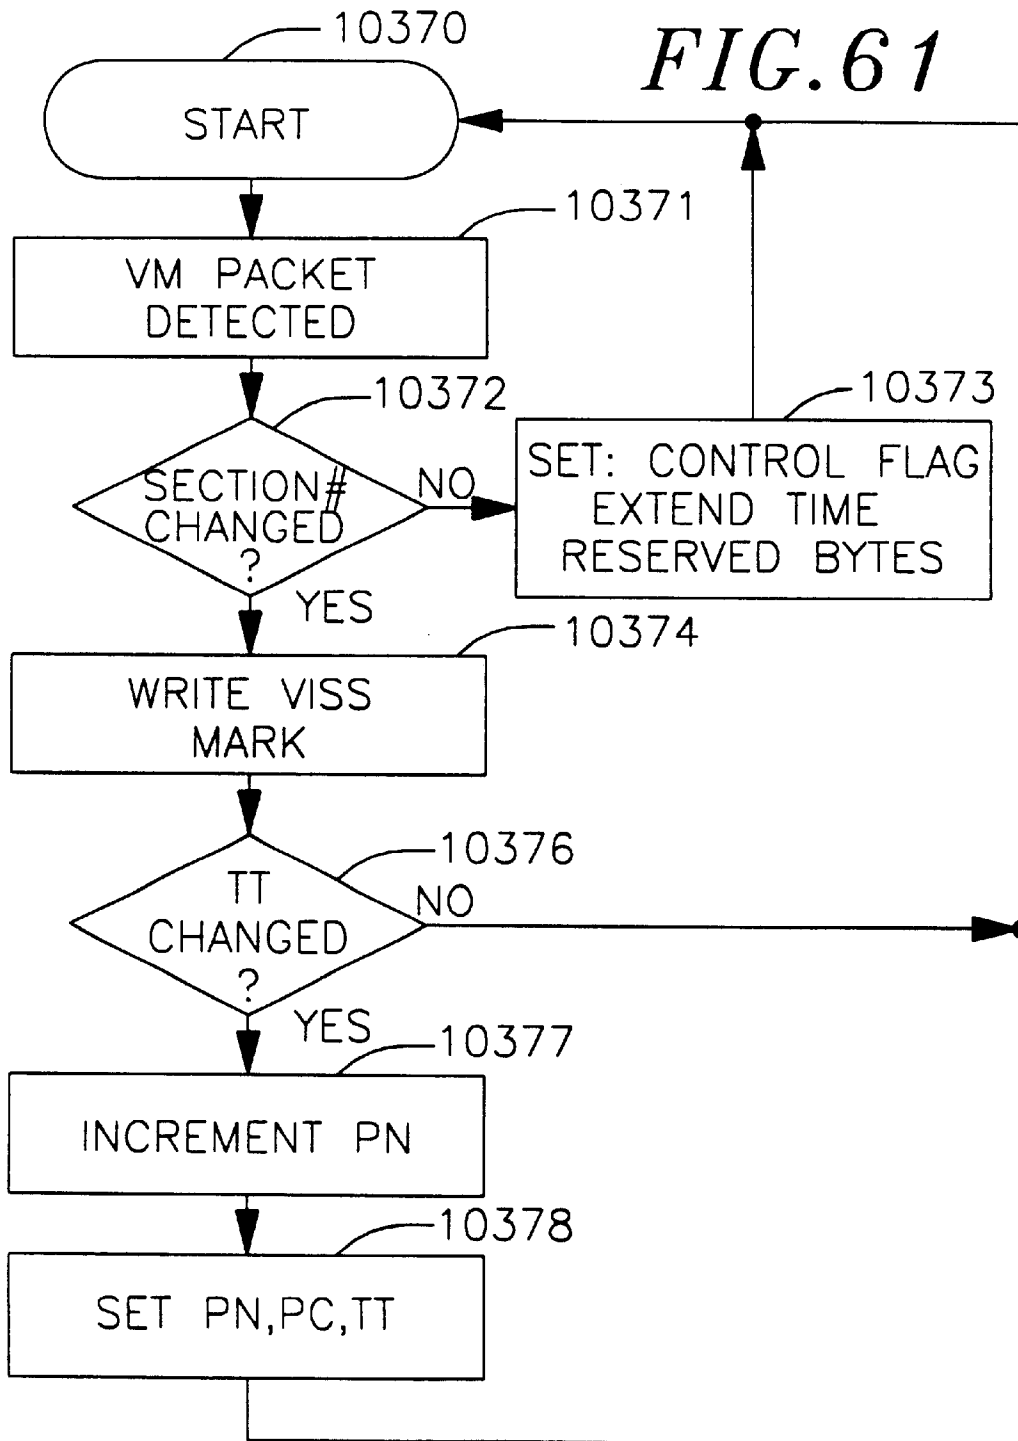 10370
FIG. 61
START
10371
VM PACKET
DETECTED
10372
10373
SECTION#
CHANGED
?
NO
SET: CONTROL FLAG
EXTEND TIME
RESERVED BYTES
YES
10374
WRITE VISS
MARK
10376
TT
CHANGED
?
NO
YES
10377
INCREMENT PN
10378
SET PN,PC,TT